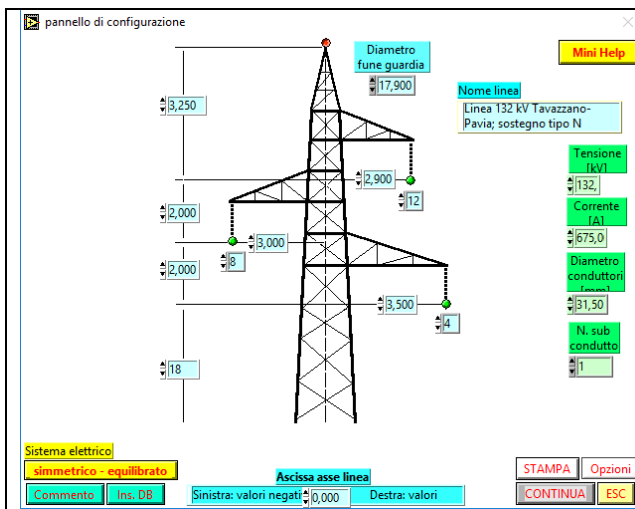 pannello di configurazione
Diametro
fune guardia
17,900
Mini Help
Nome linea
Linea 132 kV Tavazzano-
Pavia; sostegno tipo N
3,250
Tensione
[kV]
132,
2,900
12
Corrente
[A]
675,0
2,000
3,000
8
Diametro
conduttori
[mm]
31,50
2,000
3,500
4
N. sub
condutto
1
18
Sistema elettrico
simmetrico - equilibrato
Commento
Ins. DB
Ascissa asse linea
Sinistra: valori negati
0,000
Destra: valori
STAMPA
Opzioni
CONTINUA
ESC